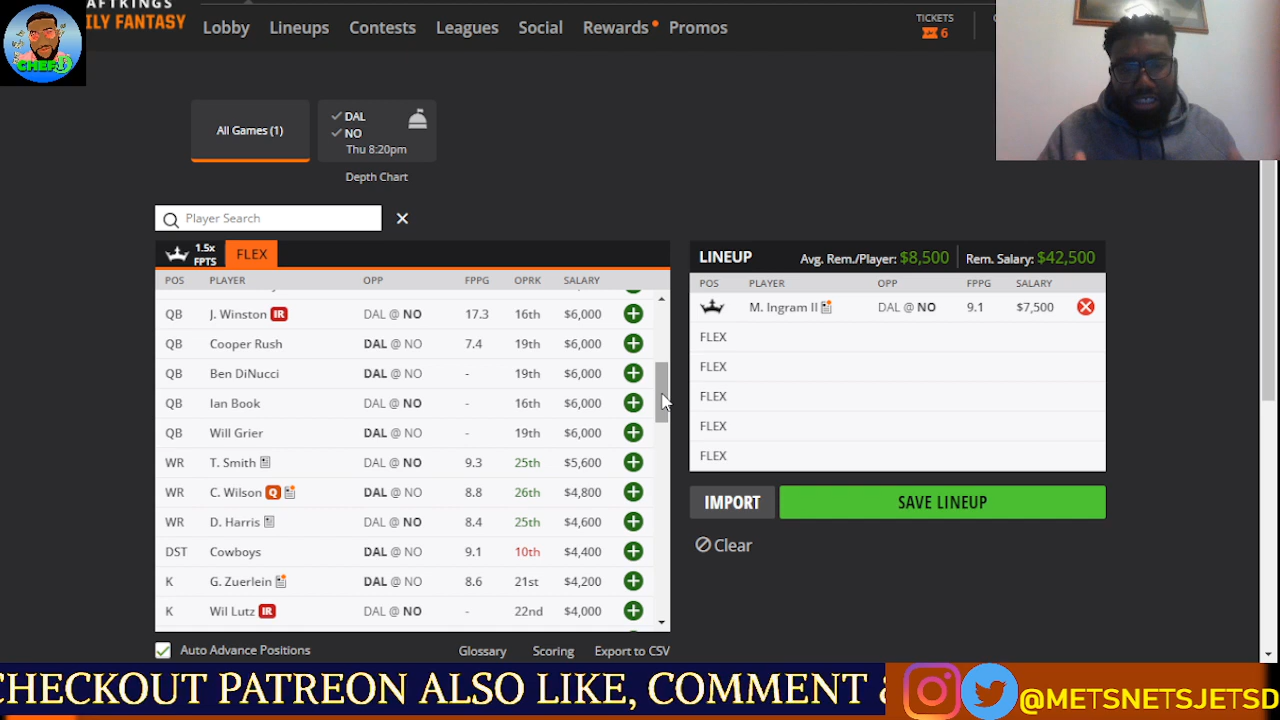 AFTKINGS
ILY FANTASY
Lobby Leagues Contests Leagues Social Rewards Promos
TICKETS
6
CHEF D
All Games (1)
DAL
NO
Thu 8:20pm
Depth Chart
Player Search
1.5x FPTS FLEX
POS PLAYER OPP FPPG OPRK SALARY
QB J. Winston IR DAL @ NO 17.3 16th $6,000
QB Cooper Rush DAL @ NO 7.4 19th $6,000
QB Ben DiNucci DAL @ NO - 19th $6,000
QB Ian Book DAL @ NO - 16th $6,000
QB Will Grier DAL @ NO - 19th $6,000
WR T. Smith DAL @ NO 9.3 25th $5,600
WR C. Wilson Q DAL @ NO 8.8 26th $4,800
WR D. Harris DAL @ NO 8.4 25th $4,600
DST Cowboys DAL @ NO 9.1 10th $4,400
K G. Zuerlein DAL @ NO 8.6 21st $4,200
K Wil Lutz IR DAL @ NO - 22nd $4,000
Auto Advance Positions Glossary Scoring Export to CSV
LINEUP Avg. Rem./Player: $8,500 Rem. Salary: $42,500
POS PLAYER OPP FPPG SALARY
M. Ingram II DAL @ NO 9.1 $7,500
FLEX
FLEX
FLEX
FLEX
FLEX
IMPORT SAVE LINEUP
Clear
CHECKOUT PATREON ALSO LIKE, COMMENT &
@METSNETSJETSD